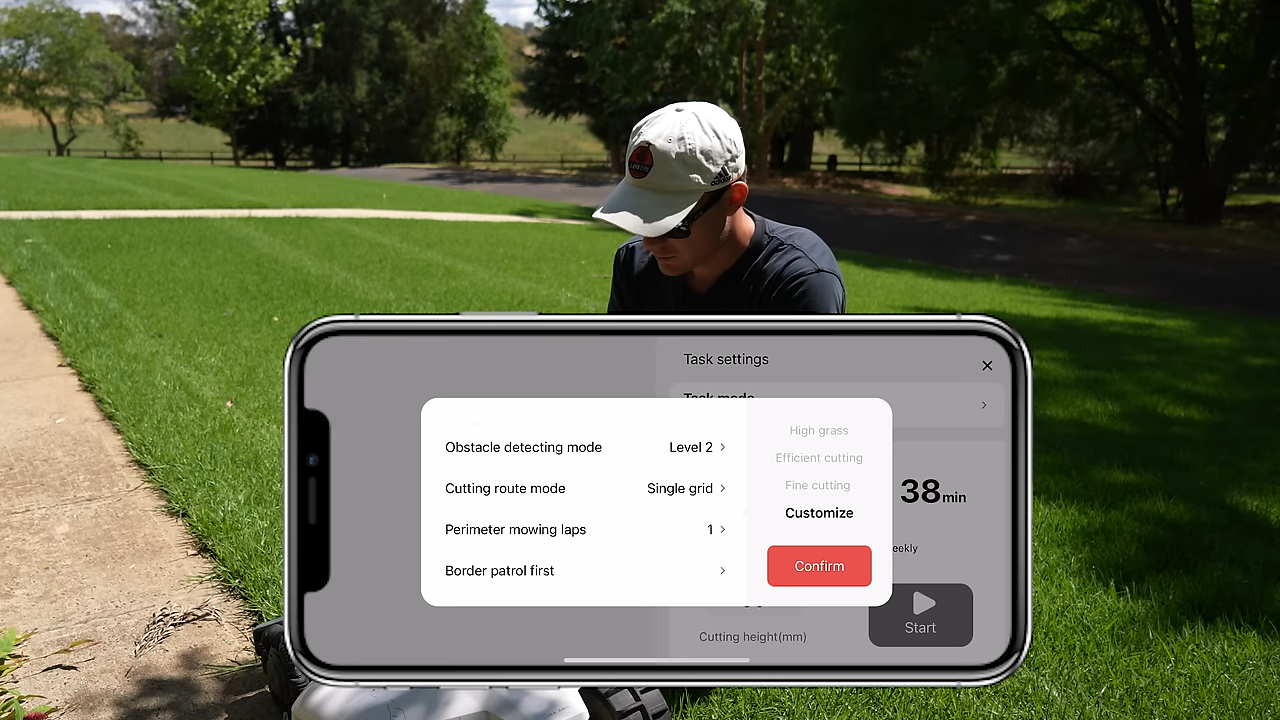 adidas
Task settings
Task mode
Obstacle detecting mode Level 2
Cutting route mode Single grid
Perimeter mowing laps 1
Border patrol first
High grass
Efficient cutting
Fine cutting
Customize
Confirm
38min
eekly
Start
Cutting height(mm)